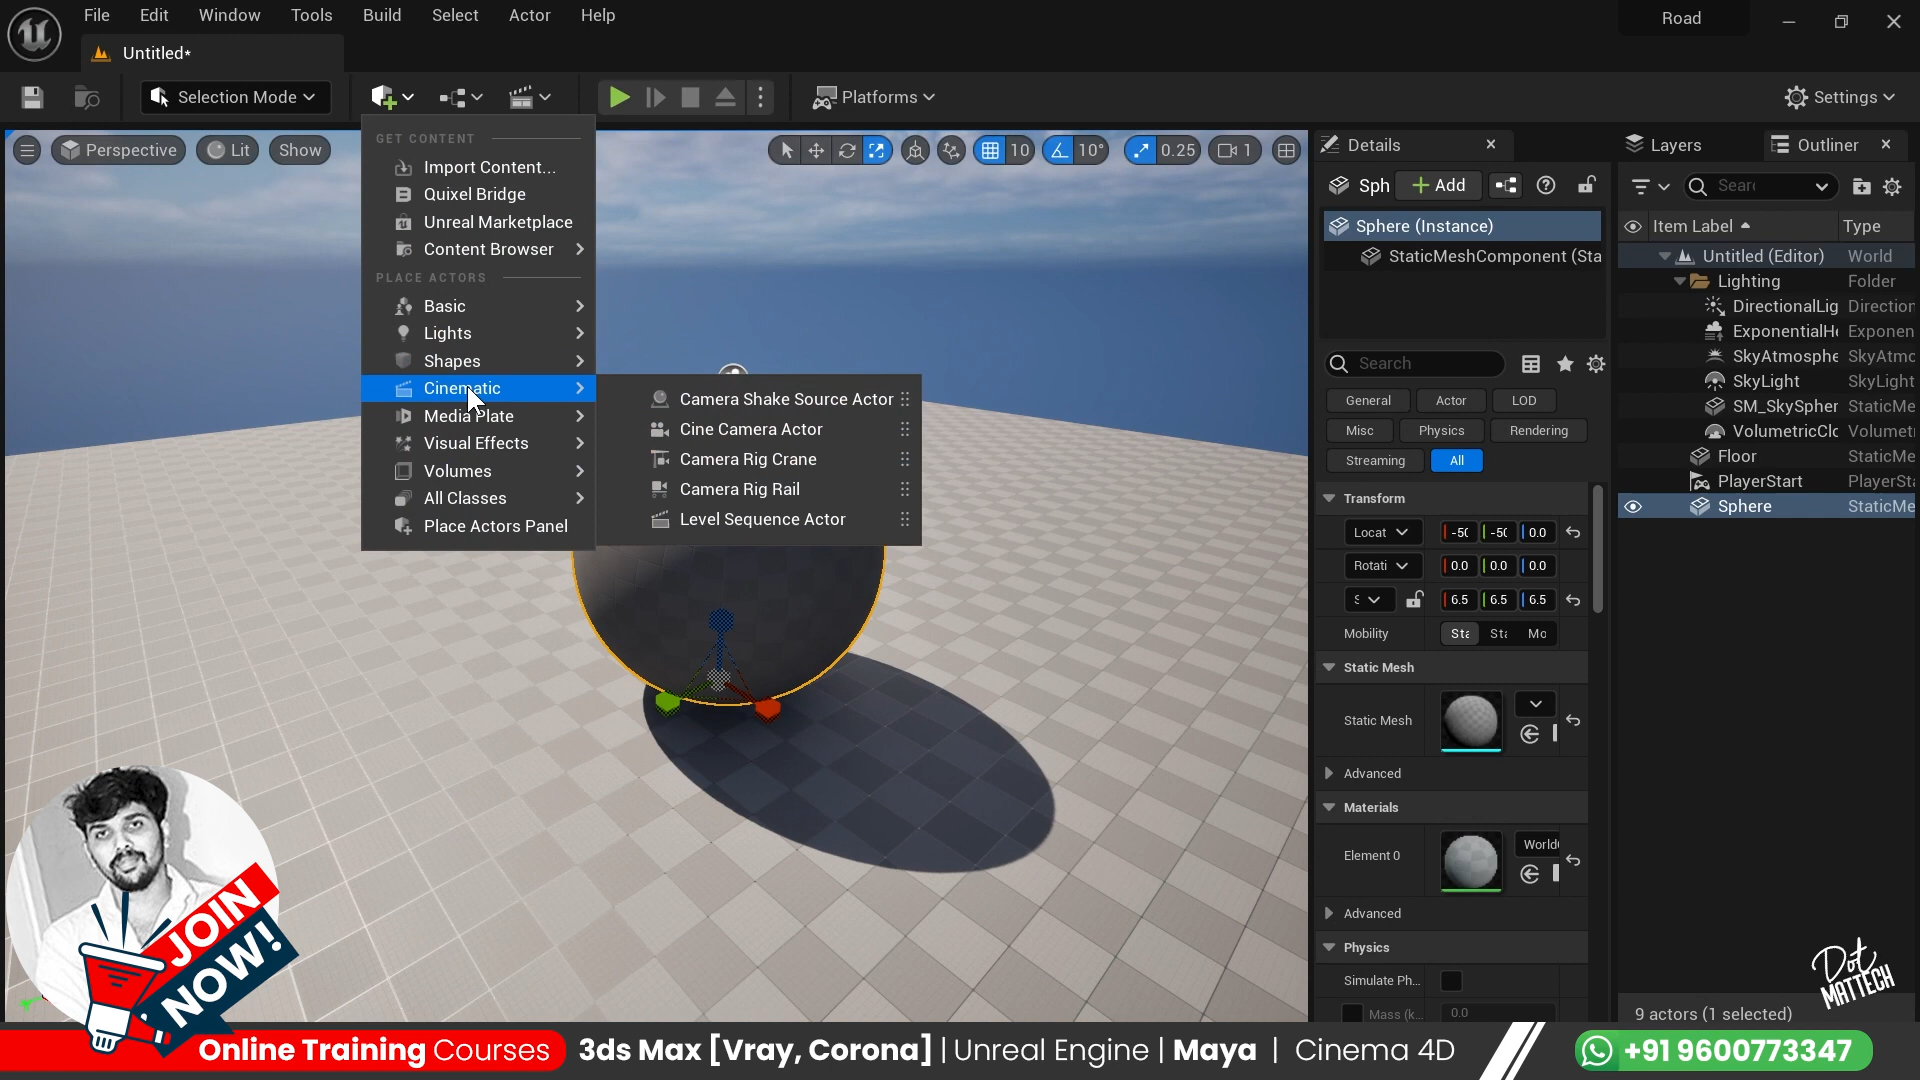 File Edit Window Tools Build Select Actor Help
Road
Untitled*
Selection Mode
Platforms
Settings
Perspective
Lit
Show
10
10°
0.25
1
GET CONTENT
Import Content...
Quixel Bridge
Unreal Marketplace
Content Browser
PLACE ACTORS
Basic
Lights
Shapes
Cinematic
Media Plate
Visual Effects
Volumes
All Classes
Place Actors Panel
Camera Shake Source Actor
Cine Camera Actor
Camera Rig Crane
Camera Rig Rail
Level Sequence Actor
Details
Sph
Add
Sphere (Instance)
StaticMeshComponent (Sta
Search
General Actor LOD
Misc Physics Rendering
Streaming All
Transform
Locat -50 -50 0.0
Rotati 0.0 0.0 0.0
S 6.5 6.5 6.5
Mobility Sta Sta Mo
Static Mesh
Static Mesh
Advanced
Materials
Element 0 World
Advanced
Physics
Simulate Ph...
Mass (k... 0.0
Layers
Outliner
Sear
Item Label Type
Untitled (Editor) World
Lighting Folder
DirectionalLig Direction
ExponentialHe Exponen
SkyAtmosphe SkyAtmo
SkyLight SkyLight
SM_SkySpher StaticMe
VolumetricClo Volumet
Floor StaticMe
PlayerStart PlayerSta
Sphere StaticMe
9 actors (1 selected)
Dot
MATTECH
JOIN
NOW!
Online Training Courses
3ds Max [Vray, Corona] | Unreal Engine | Maya | Cinema 4D
+91 9600773347